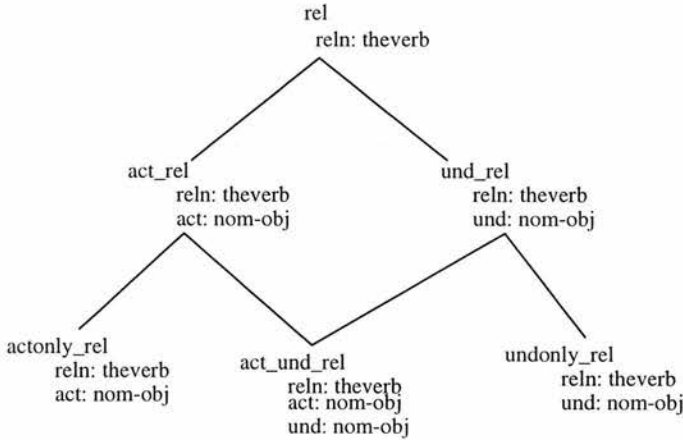 rel
reln: theverb
act_rel
reln: theverb
act: nom-obj
und_rel
reln: theverb
und: nom-obj
actonly_rel
reln: theverb
act: nom-obj
act_und_rel
reln: theverb
act: nom-obj
und: nom-obj
undonly_rel
reln: theverb
und: nom-obj